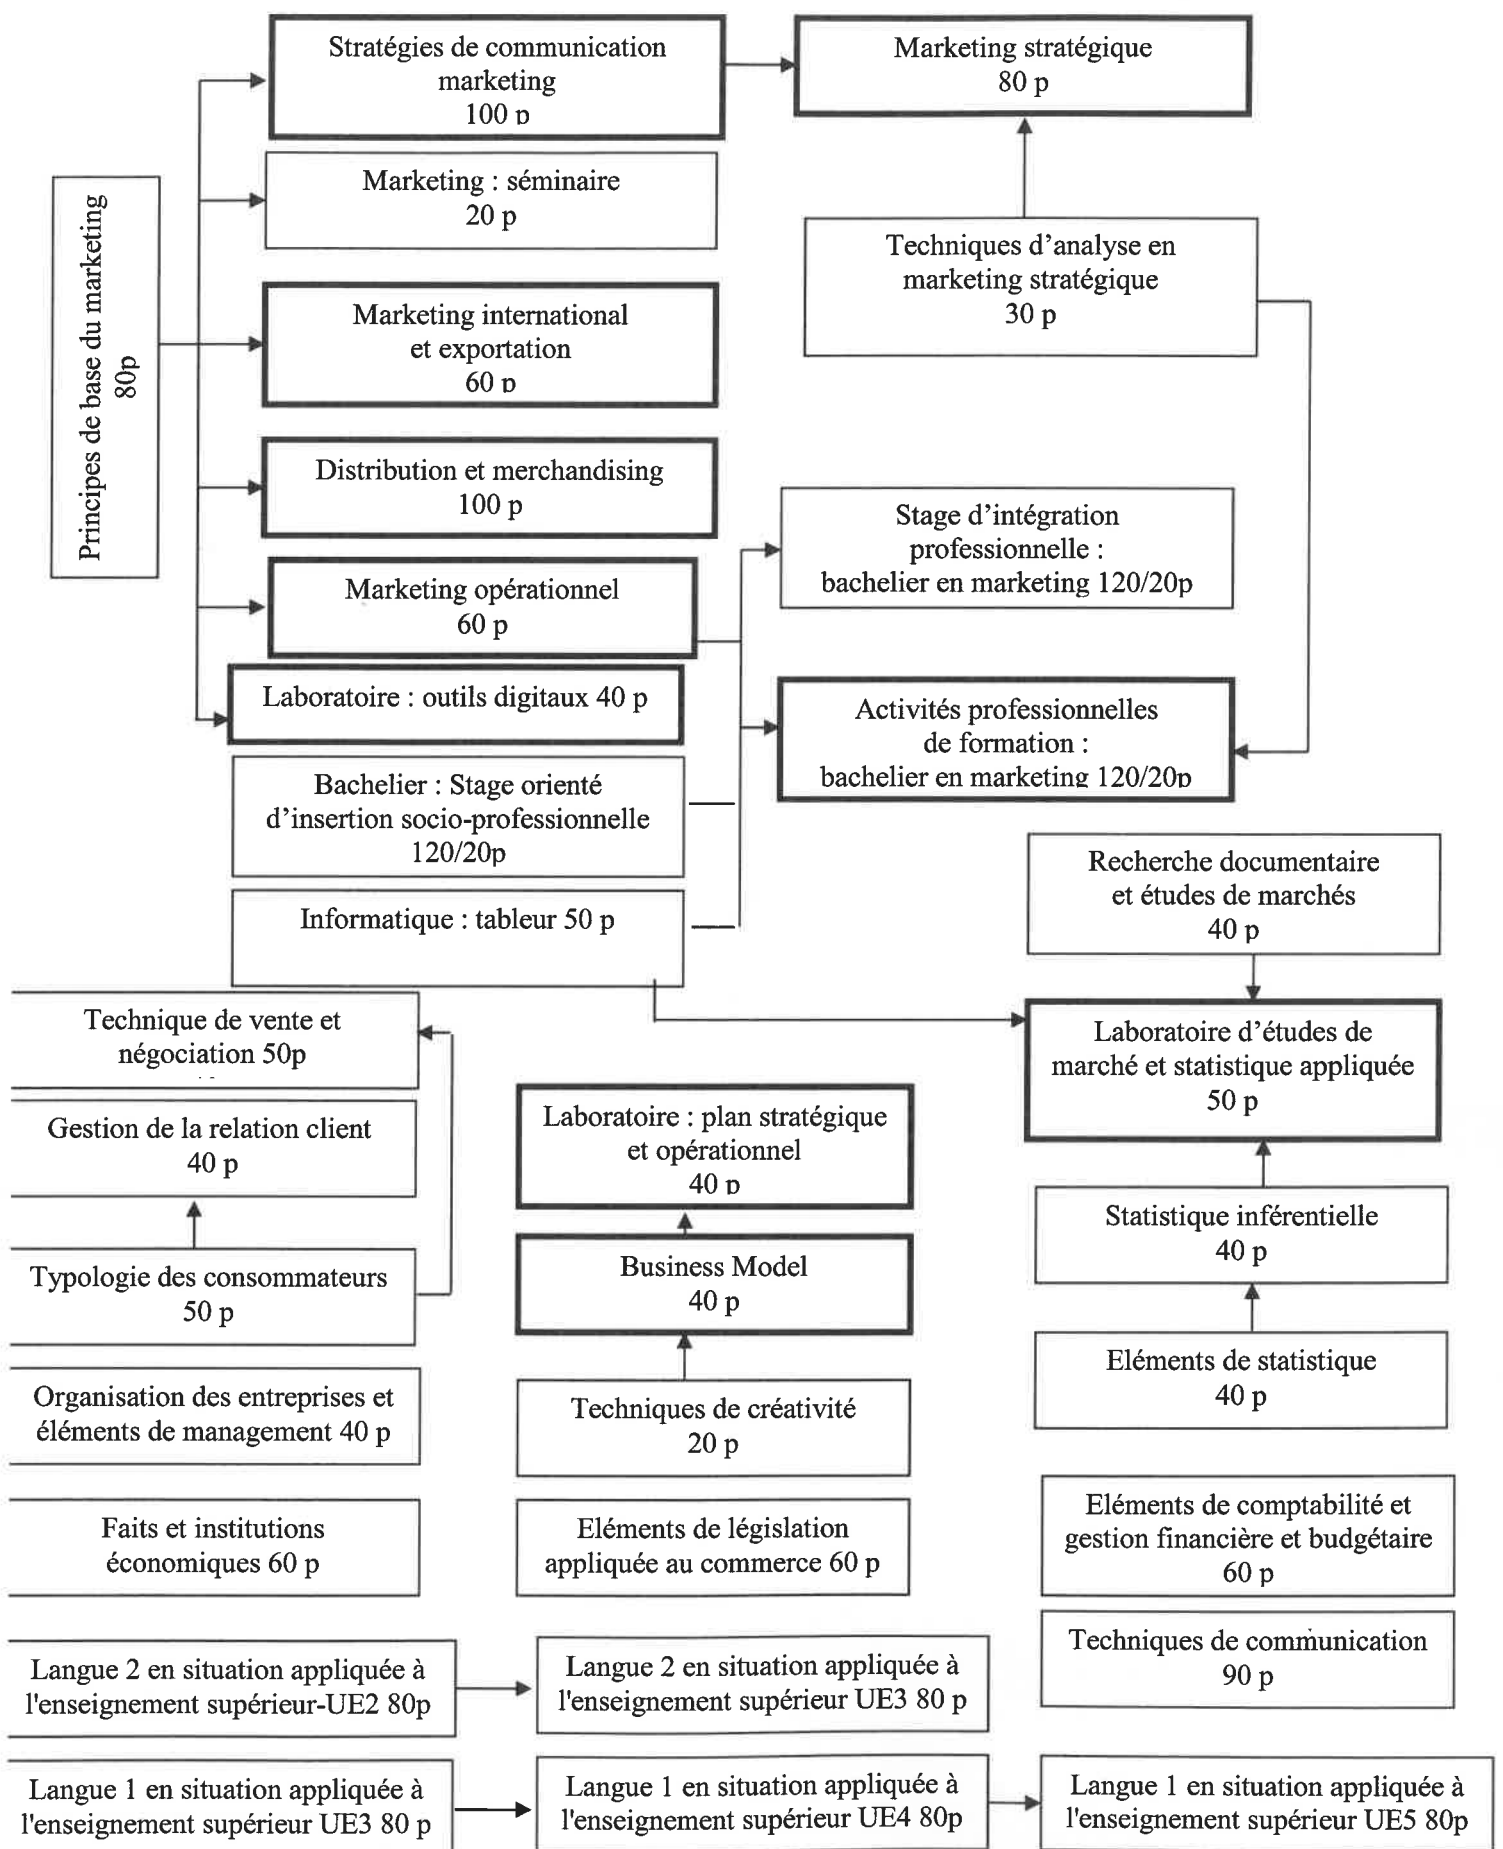 Stratégies de communication
marketing
100 p
Marketing stratégique
80 p
Marketing : séminaire
20 p
Principes de base du marketing
80p
Techniques d'analyse en
marketing stratégique
30 p
Marketing international
et exportation
60 p
Distribution et merchandising
100 p
Stage d'intégration
professionnelle :
bachelier en marketing 120/20p
Marketing opérationnel
60 p
Laboratoire : outils digitaux 40 p
Activités professionnelles
de formation :
bachelier en marketing 120/20p
Bachelier : Stage orienté
d'insertion socio-professionnelle
120/20p
Recherche documentaire
et études de marchés
40 p
Informatique : tableur 50 p
Technique de vente et
négociation 50p
Laboratoire d'études de
marché et statistique appliquée
50 p
Gestion de la relation client
40 p
Laboratoire : plan stratégique
et opérationnel
40 p
Statistique inférentielle
40 p
Typologie des consommateurs
50 p
Business Model
40 p
Eléments de statistique
40 p
Organisation des entreprises et
éléments de management 40 p
Techniques de créativité
20 p
Faits et institutions
économiques 60 p
Eléments de législation
appliquée au commerce 60 p
Eléments de comptabilité et
gestion financière et budgétaire
60 p
Techniques de communication
90 p
Langue 2 en situation appliquée à
l'enseignement supérieur-UE2 80p
Langue 2 en situation appliquée à
l'enseignement supérieur UE3 80 p
Langue 1 en situation appliquée à
l'enseignement supérieur UE3 80 p
Langue 1 en situation appliquée à
l'enseignement supérieur UE4 80p
Langue 1 en situation appliquée à
l'enseignement supérieur UE5 80p